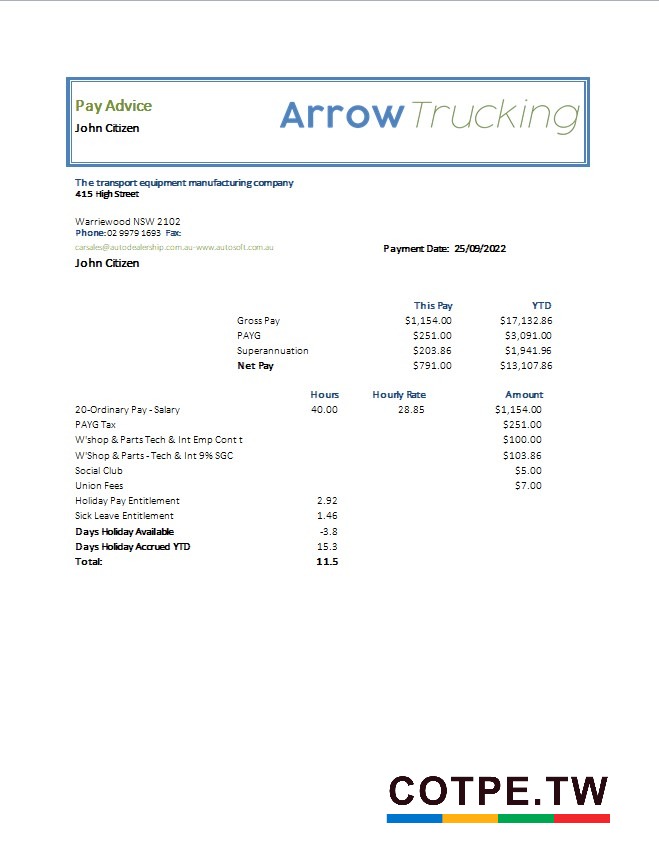 Pay Advice
Arrow Trucking
John Citizen
The transport equipment manufacturing company
415 High Street
Warriewood NSW 2102
Phone: 02 9979 1693 Fax:
carsales@autodealership.com.au-www.autosoft.com.au
Payment Date: 25/09/2022
John Citizen
This Pay YTD
Gross Pay $1,154.00 $17,132.86
PAYG $251.00 $3,091.00
Superannuation $203.86 $1,941.96
Net Pay $791.00 $13,107.86
Hours Hourly Rate Amount
20-Ordinary Pay - Salary 40.00 28.85 $1,154.00
PAYG Tax $251.00
W'shop & Parts Tech & Int Emp Cont t $100.00
W'Shop & Parts - Tech & Int 9% SGC $103.86
Social Club $5.00
Union Fees $7.00
Holiday Pay Entitlement 2.92
Sick Leave Entitlement 1.46
Days Holiday Available -3.8
Days Holiday Accrued YTD 15.3
Total: 11.5
COTPE.TW